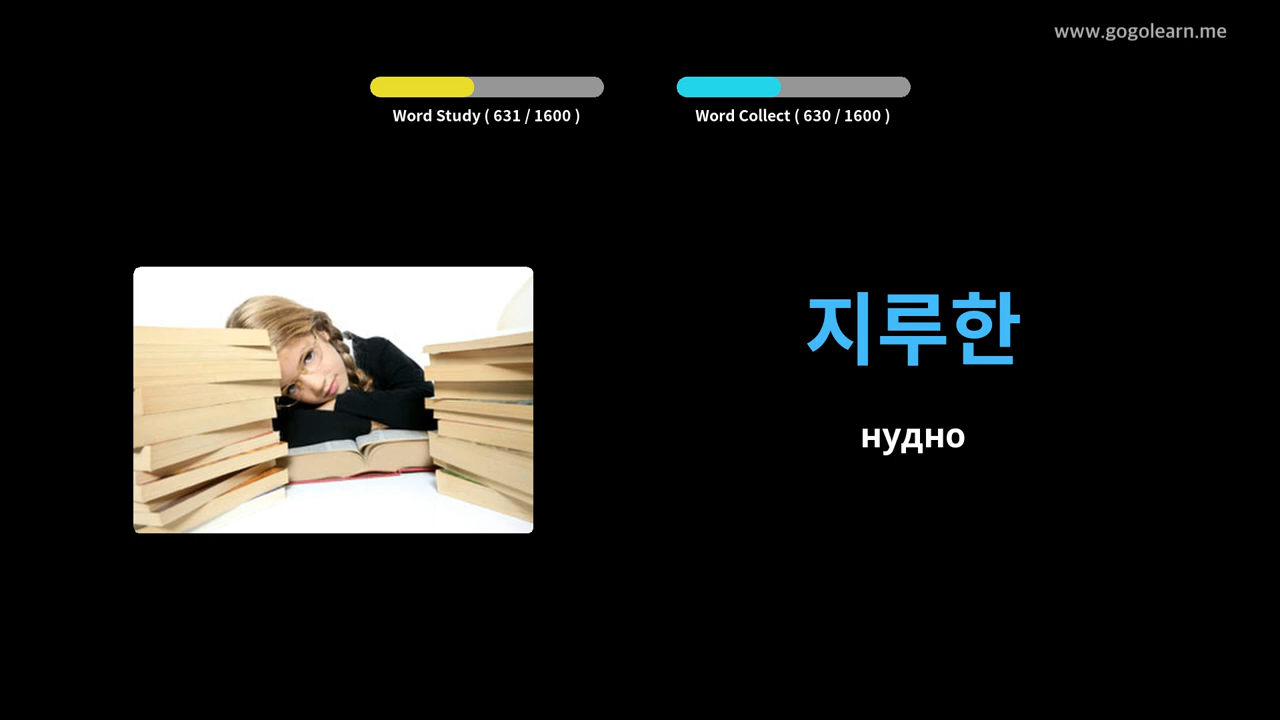 www.gogolearn.me
Word Study ( 631 / 1600 )
Word Collect ( 630 / 1600 )
지루한
нудно